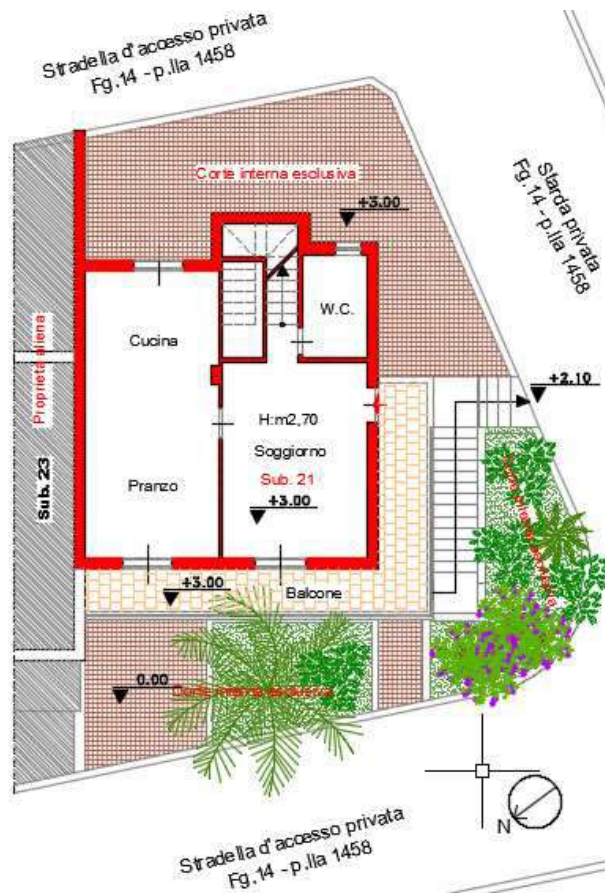 Stradella d'accesso privata
Fg.14 - p.lla 1458
Corte interna esclusiva
+3.00
Starda privata
Fg.14 - p.lla 1458
W.C.
Cucina
Proprieta aliena
Sub. 23
+2.10
H:m2,70
Soggiorno
Sub. 21
+3.00
Pranzo
+3.00
Balcone
0.00
Corte interna esclusiva
N
Stradella d'accesso privata
Fg.14 - p.lla 1458